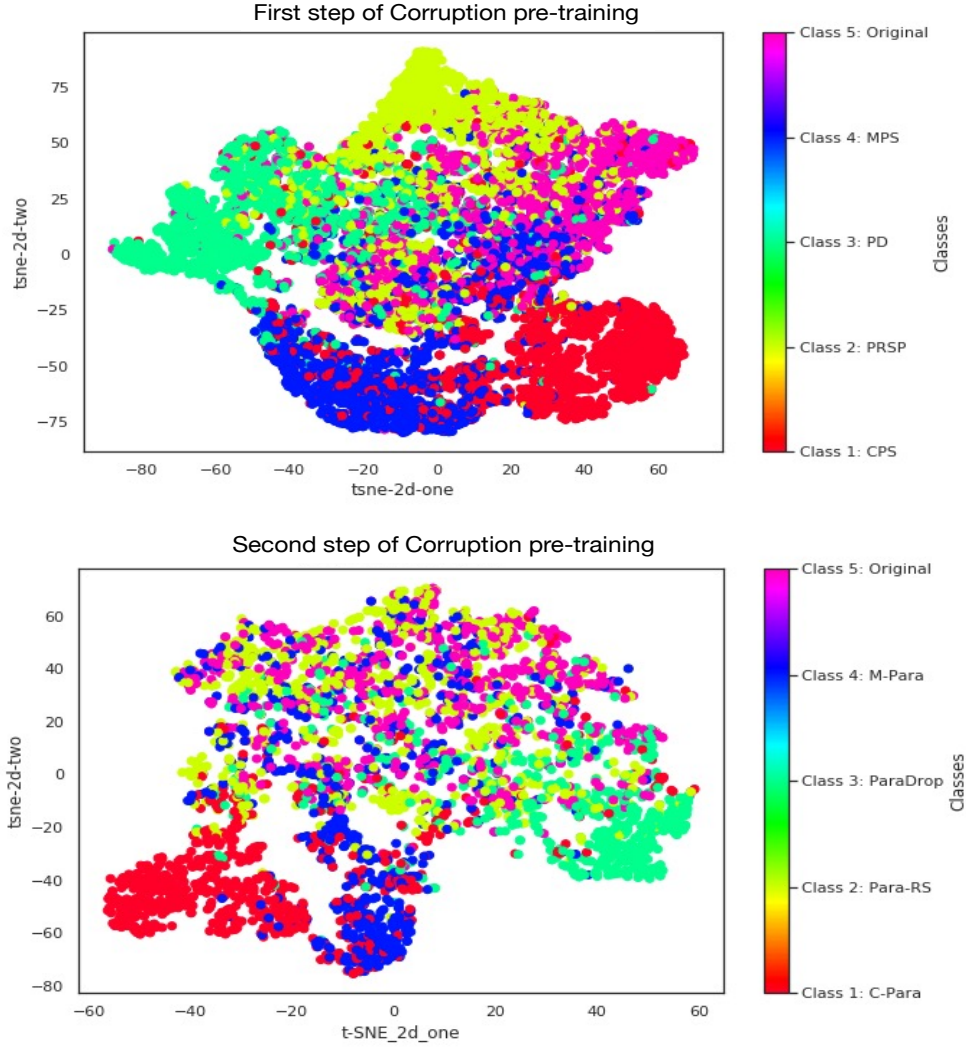 First step of Corruption pre-training
75
50
25
0
−25
−50
−75
tsne-2d-two
−80
−60
−40
−20
0
20
40
60
tsne-2d-one
Class 5: Original
Class 4: MPS
Class 3: PD
Class 2: PRSP
Class 1: CPS
Classes
Second step of Corruption pre-training
60
40
20
0
−20
−40
−60
−80
tsne-2d-two
−60
−40
−20
0
20
40
60
t-SNE_2d_one
Class 5: Original
Class 4: M-Para
Class 3: ParaDrop
Class 2: Para-RS
Class 1: C-Para
Classes